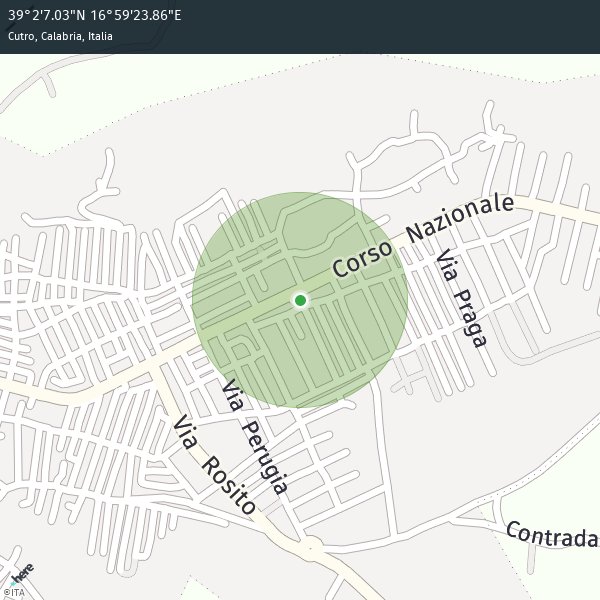 39°2'7.03"N 16°59'23.86"E
Cutro, Calabria, Italia
Corso Nazionale
Via Praga
Via Perugia
Via Rosito
Contrada
here
©ITA